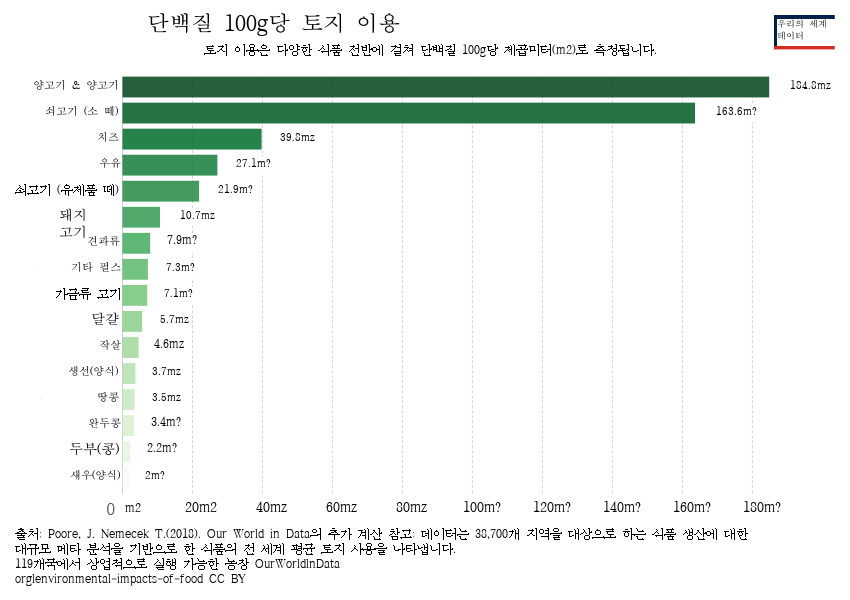 단백질 100g당 토지 이용
우리의 세계
데이터
토지 이용은 다양한 식품 전반에 걸쳐 단백질 100g당 제곱미터(m2)로 측정됩니다.
양고기 & 양고기 184.8mz
쇠고기 (소 떼) 163.6m?
치즈 39.8mz
우유 27.1m?
쇠고기 (유제품 떼) 21.9m?
돼지 10.7mz
고기
견과류 7.9m?
기타 펄스 7.3m?
가금류 고기 7.1m?
달걀 5.7mz
작살 4.6mz
생선(양식) 3.7mz
땅콩 3.5mz
완두콩 3.4m?
두부(콩) 2.2m?
새우(양식) 2m?
0 m2 20m2 40m2 60m2 80m2 100m? 120m? 140m? 160m? 180m?
출처: Poore, J. Nemecek T.(2018). Our World in Data의 추가 계산 참고: 데이터는 38,700개 지역을 대상으로 하는 식품 생산에 대한
대규모 메타 분석을 기반으로 한 식품의 전 세계 평균 토지 사용을 나타냅니다.
119개국에서 상업적으로 실행 가능한 농장 OurWorldInData
orglenvironmental-impacts-of-food CC BY